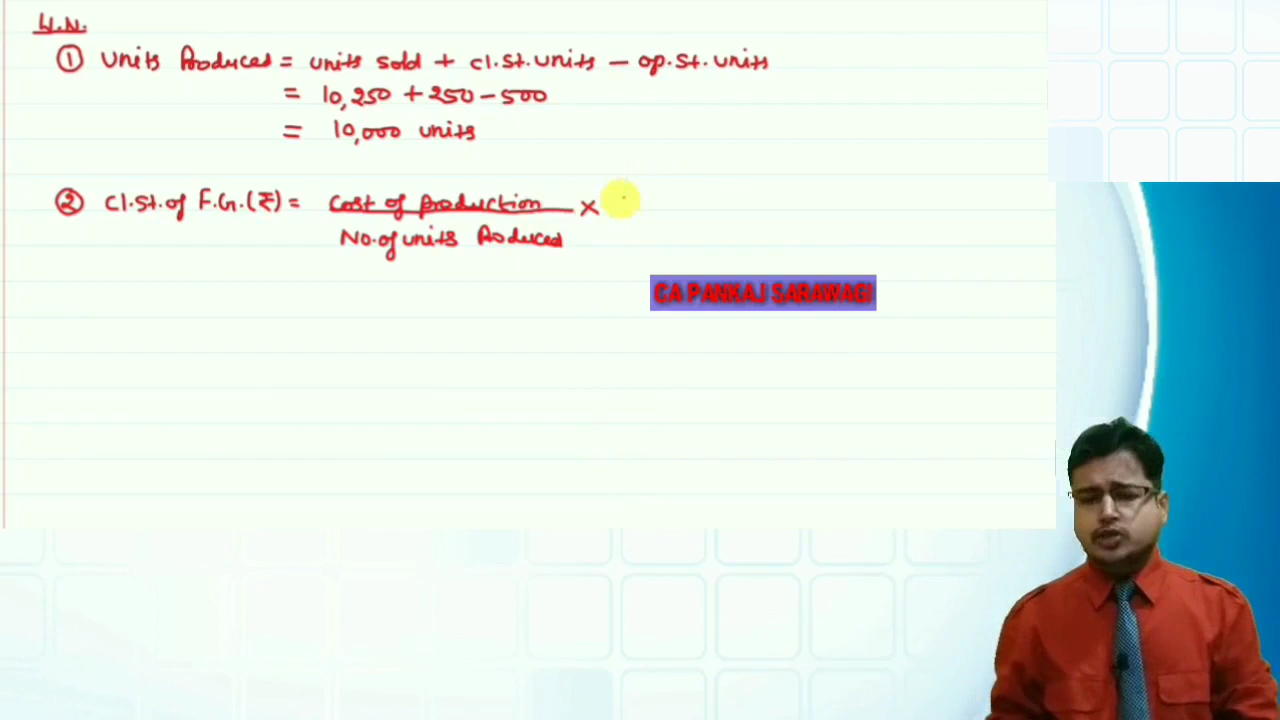 W.N.
① Units Produced = units sold + cl.st.units – op.st.units
= 10,250 + 250 – 500
= 10,000 units
② Cl.St.of F.G.(₹) = Cost of production ×
No.of units Produced
CA PANKAJ SARAWAGI